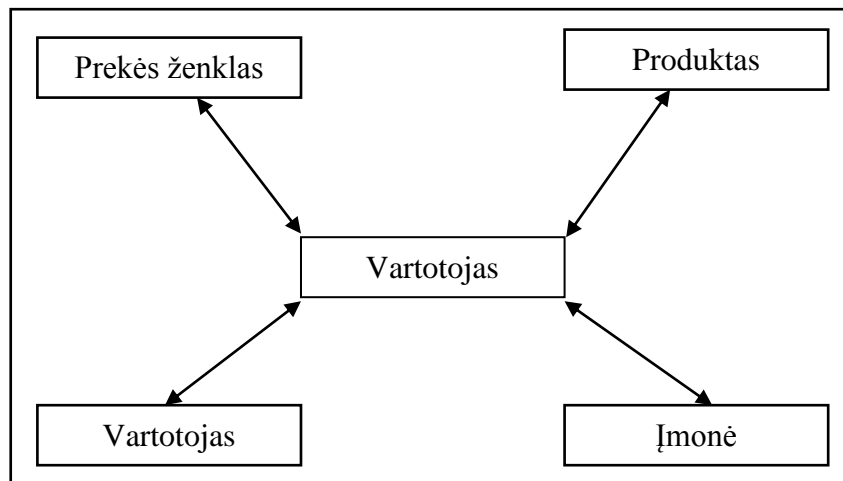 Prekės ženklas
Produktas
Vartotojas
Vartotojas
Įmonė